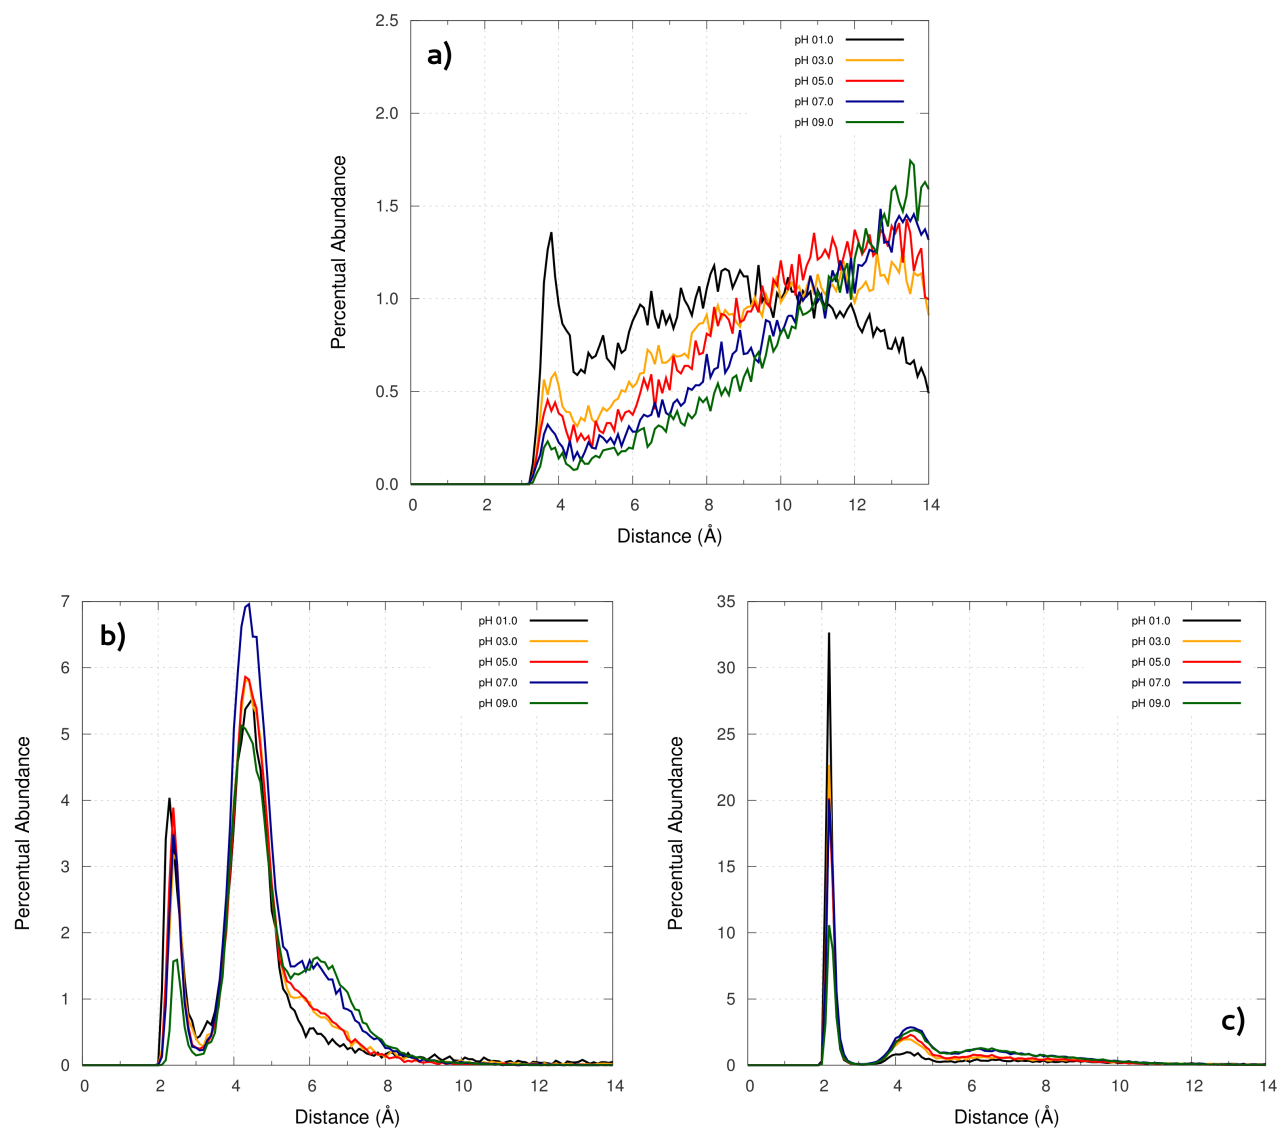 a)
pH 01.0
pH 03.0
pH 05.0
pH 07.0
pH 09.0
Percentual Abundance
2.5
2.0
1.5
1.0
0.5
0.0
0 2 4 6 8 10 12 14
Distance (Å)
b)
pH 01.0
pH 03.0
pH 05.0
pH 07.0
pH 09.0
Percentual Abundance
7
6
5
4
3
2
1
0
0 2 4 6 8 10 12 14
Distance (Å)
pH 01.0
pH 03.0
pH 05.0
pH 07.0
pH 09.0
c)
Percentual Abundance
35
30
25
20
15
10
5
0
0 2 4 6 8 10 12 14
Distance (Å)